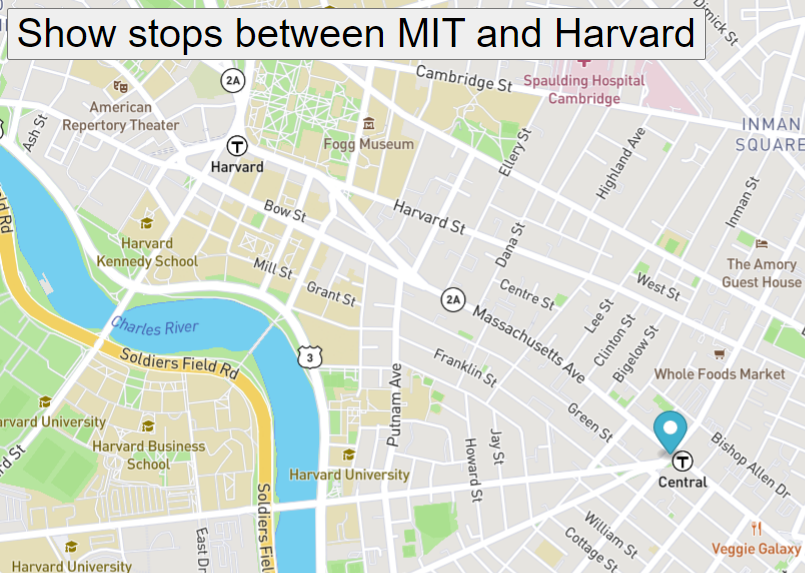 Show stops between MIT and Harvard
Dimick St
Cambridge St
2A
Spaulding Hospital
Cambridge
American
Repertory Theater
Ash St
INMAN
SQUARE
Fogg Museum
T
Harvard
Ellery St
Highland Ave
Inman St
Bow St
Harvard St
Dana St
Harvard
Kennedy School
Mill St
Grant St
Centre St
West St
The Amory
Guest House
2A
Lee St
Clinton St
Bigelow St
Charles River
Massachusetts Ave
Soldiers Field Rd
3
Franklin St
Whole Foods Market
Putnam Ave
Green St
Harvard Business
School
Jay St
Howard St
Bishop Allen Dr
Harvard University
T
Central
Soldiers Fiel
East Dr
William St
Cottage St
Veggie Galaxy
Harvard University